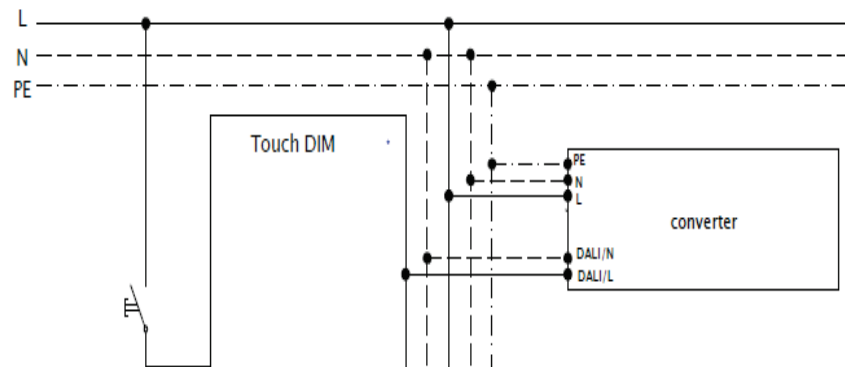 L
N
PE
Touch DIM
PE
N
L
converter
DALI/N
DALI/L